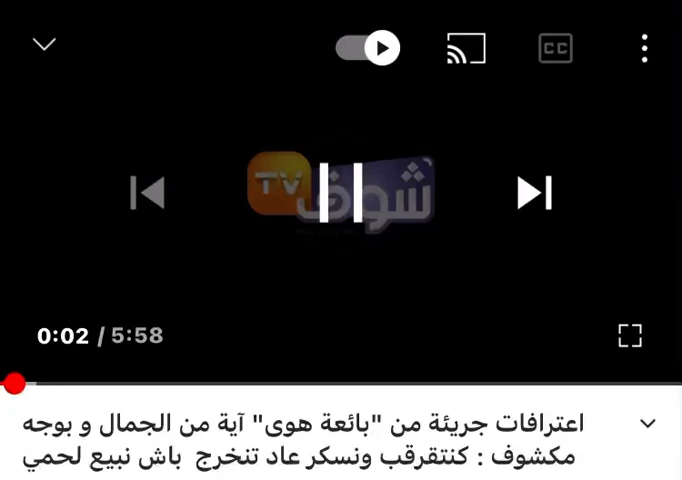 CC
TV شوف
0:02 / 5:58
اعترافات جريئة من "بائعة هوى" آية من الجمال و بوجه
مكشوف : كنتقرقب ونسكر عاد تنخرج باش نبيع لحمي